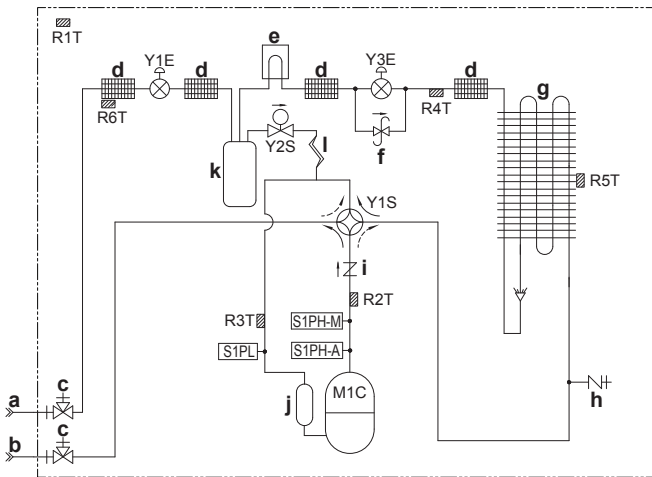 R1T
e
d
Y1E
d
d
Y3E
d
g
R6T
R4T
Y2S
k
l
f
R5T
Y1S
i
R2T
R3T
S1PH-M
S1PL
S1PH-A
M1C
j
h
a
c
b
c